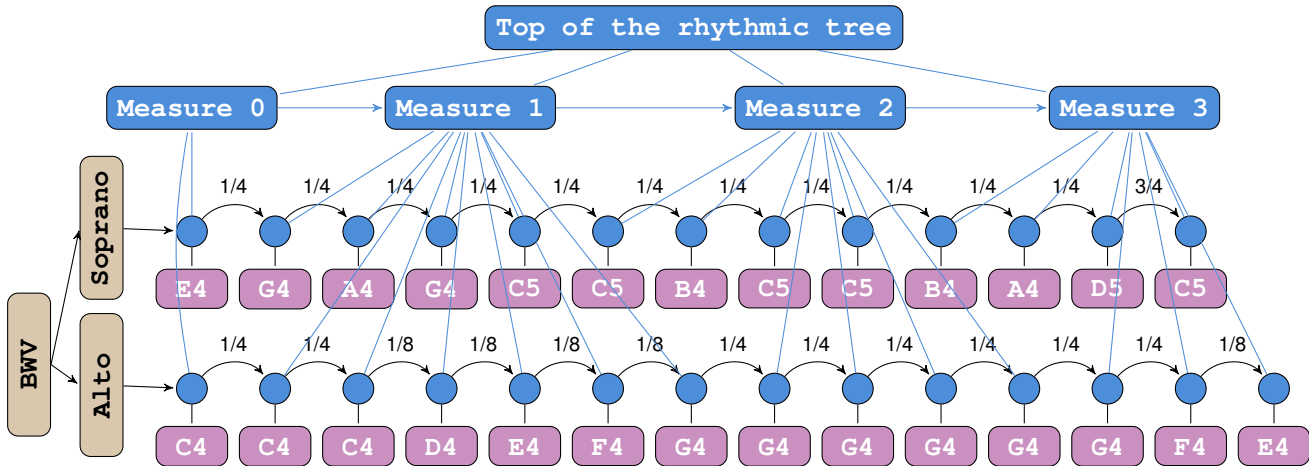 Top of the rhythmic tree
Measure 0 Measure 1 Measure 2 Measure 3
Soprano
1/4 1/4 1/4 1/4 1/4 1/4 1/4 1/4 1/4 1/4 1/4 3/4
E4 G4 A4 G4 C5 C5 B4 C5 C5 B4 A4 D5 C5
BWV
Alto
1/4 1/4 1/8 1/8 1/8 1/8 1/4 1/4 1/4 1/4 1/4 1/4 1/8
C4 C4 C4 D4 E4 F4 G4 G4 G4 G4 G4 G4 F4 E4